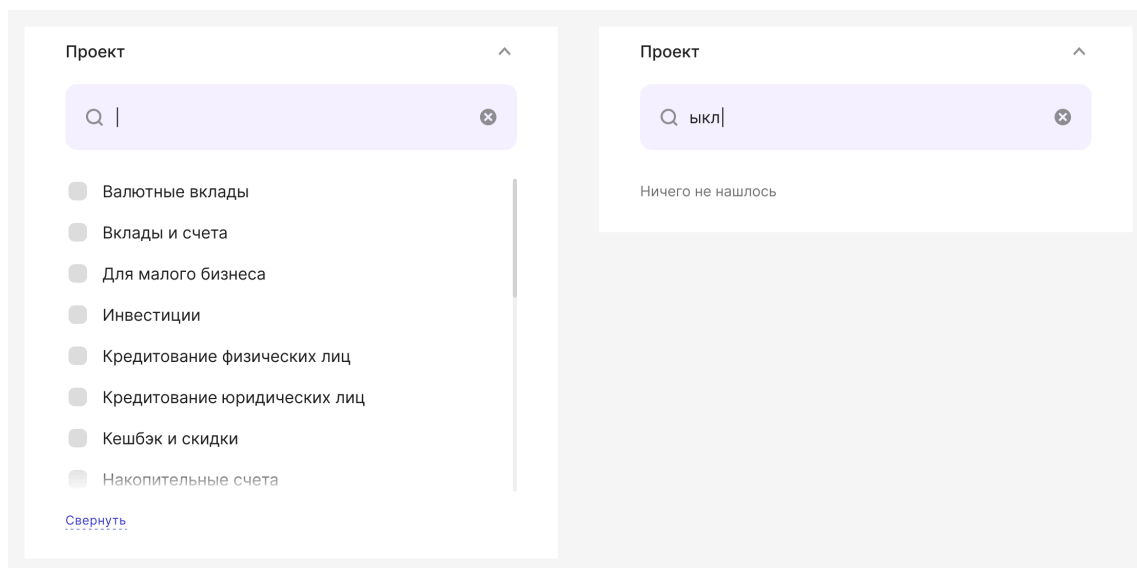 Проект
Валютные вклады
Вклады и счета
Для малого бизнеса
Инвестиции
Кредитование физических лиц
Кредитование юридических лиц
Кешбэк и скидки
Накопительные счета
Свернуть
Проект
ыкл
Ничего не нашлось